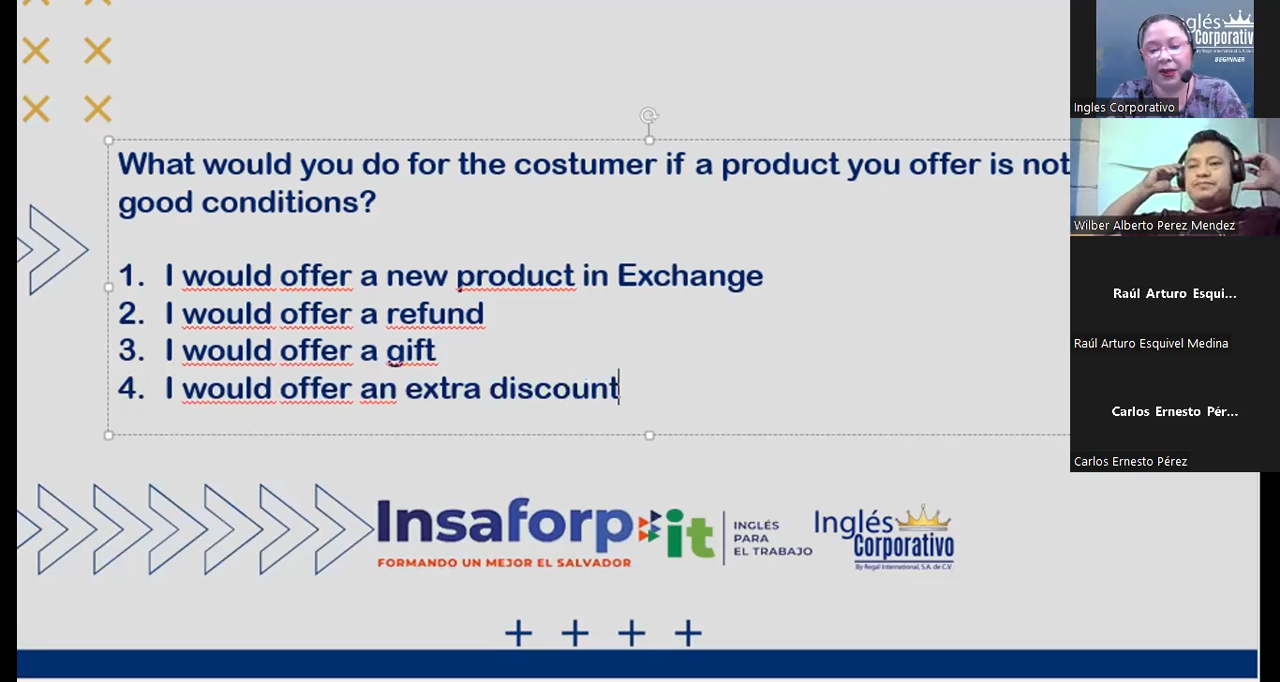 What would you do for the costumer if a product you offer is not
good conditions?
1. I would offer a new product in Exchange
2. I would offer a refund
3. I would offer a gift
4. I would offer an extra discount
Insaforp
FORMANDO UN MEJOR EL SALVADOR
it
INGLÉS
PARA
EL TRABAJO
Inglés
Corporativo
By Regal International, S.A. de C.V.
glés
Corporativ
BEGINNER
Ingles Corporativo
Wilber Alberto Perez Mendez
Raúl Arturo Esqui...
Raúl Arturo Esquivel Medina
Carlos Ernesto Pér...
Carlos Ernesto Pérez